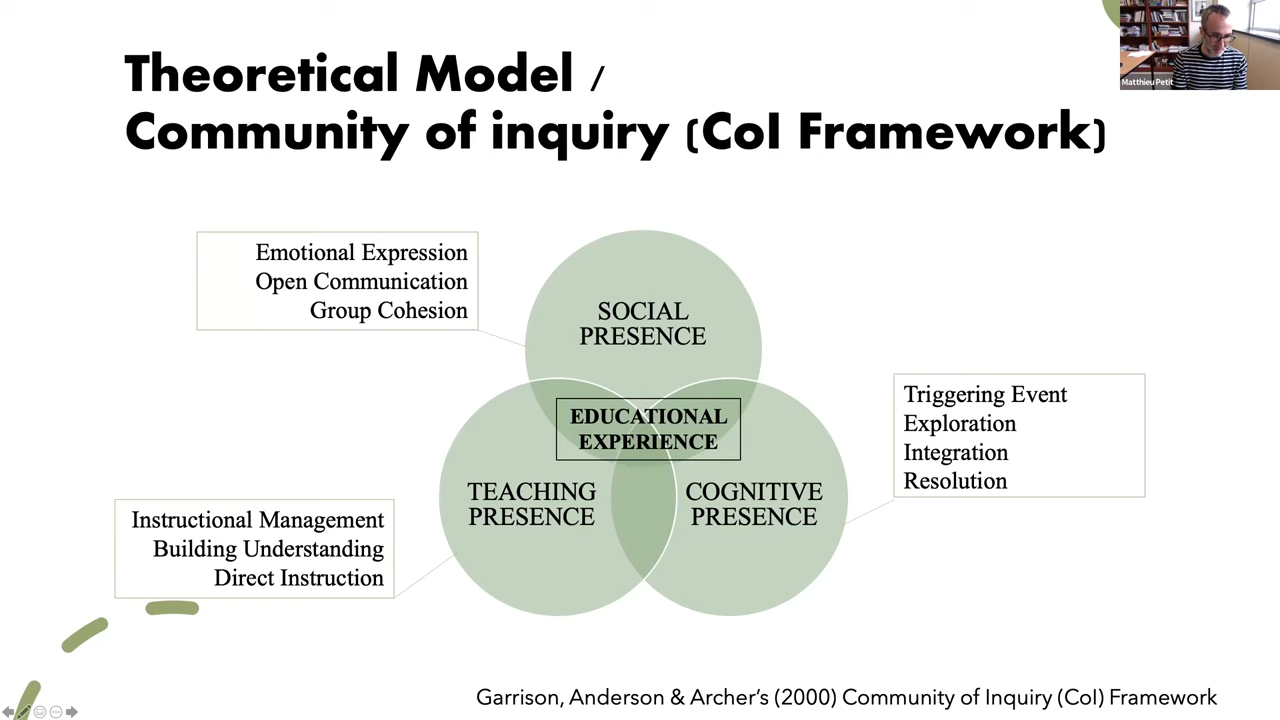 Theoretical Model /
Community of inquiry (CoI Framework)
Matthieu Petit
Emotional Expression
Open Communication
Group Cohesion
SOCIAL
PRESENCE
EDUCATIONAL
EXPERIENCE
Triggering Event
Exploration
Integration
Resolution
TEACHING
PRESENCE
COGNITIVE
PRESENCE
Instructional Management
Building Understanding
Direct Instruction
Garrison, Anderson & Archer's (2000) Community of Inquiry (CoI) Framework